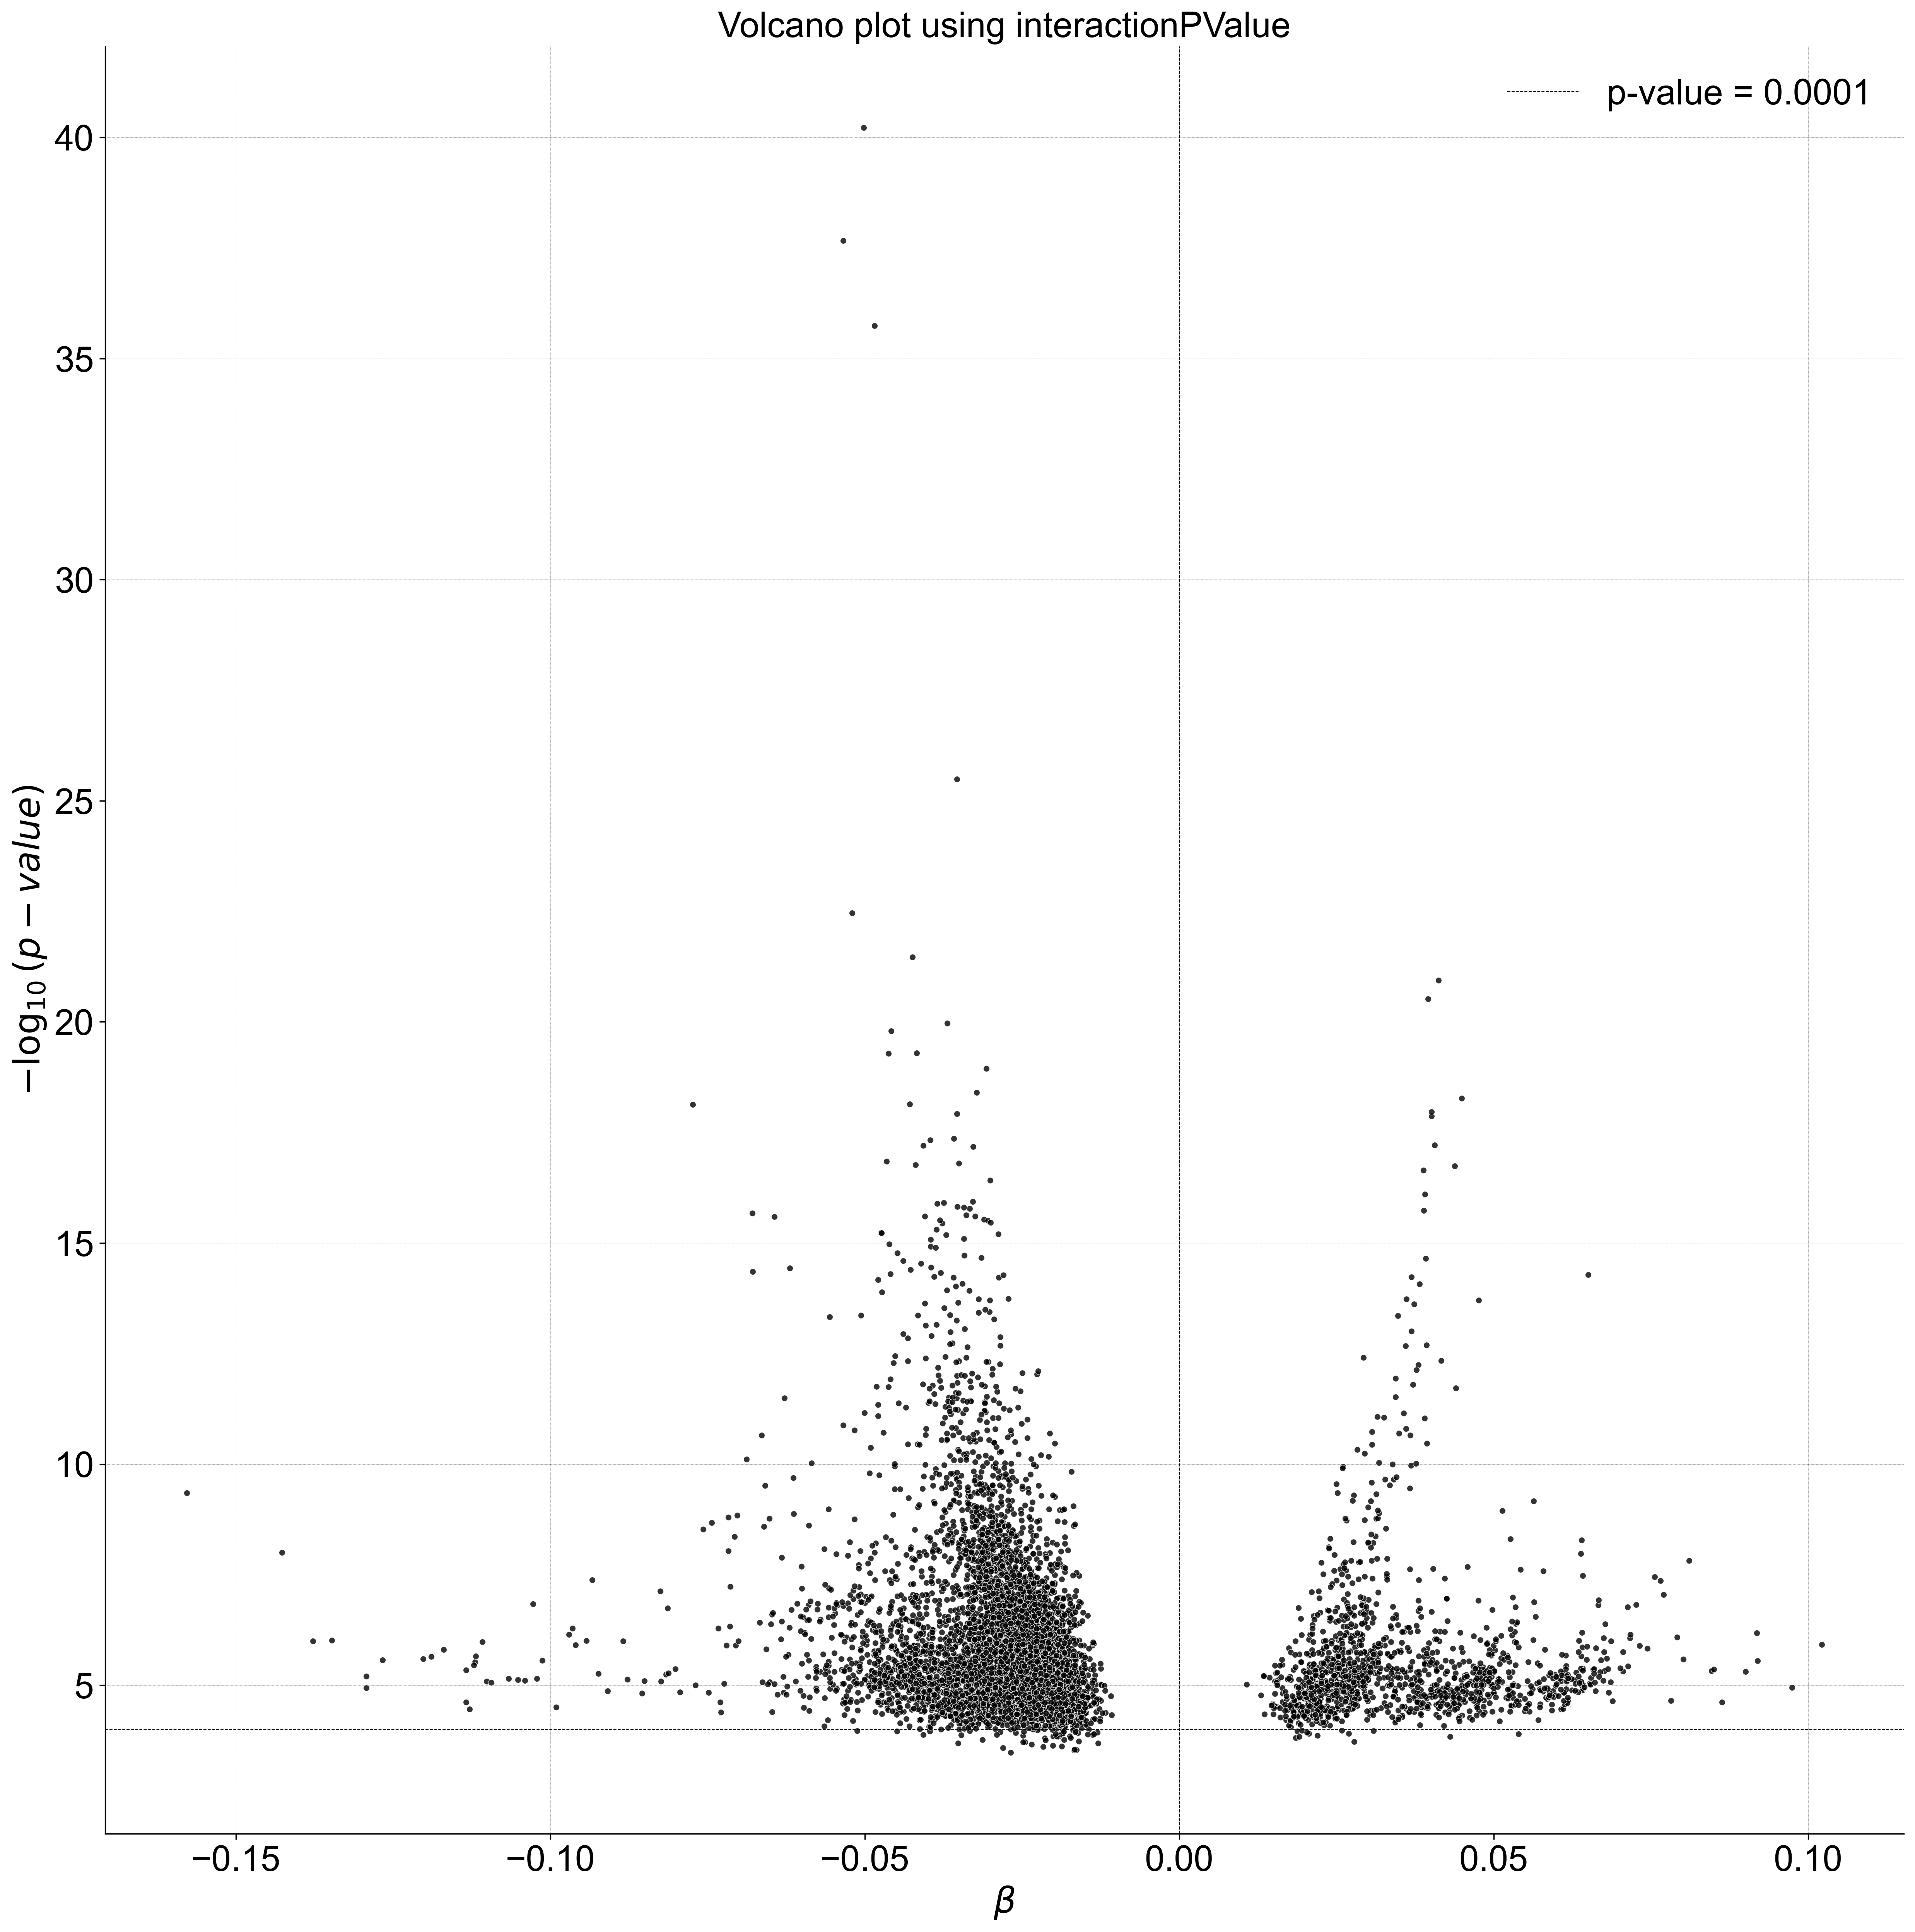 Volcano plot using interactionPValue
p-value = 0.0001
−log₁₀ (p − value)
40
35
30
25
20
15
10
5
−0.15 −0.10 −0.05 0.00 0.05 0.10
β